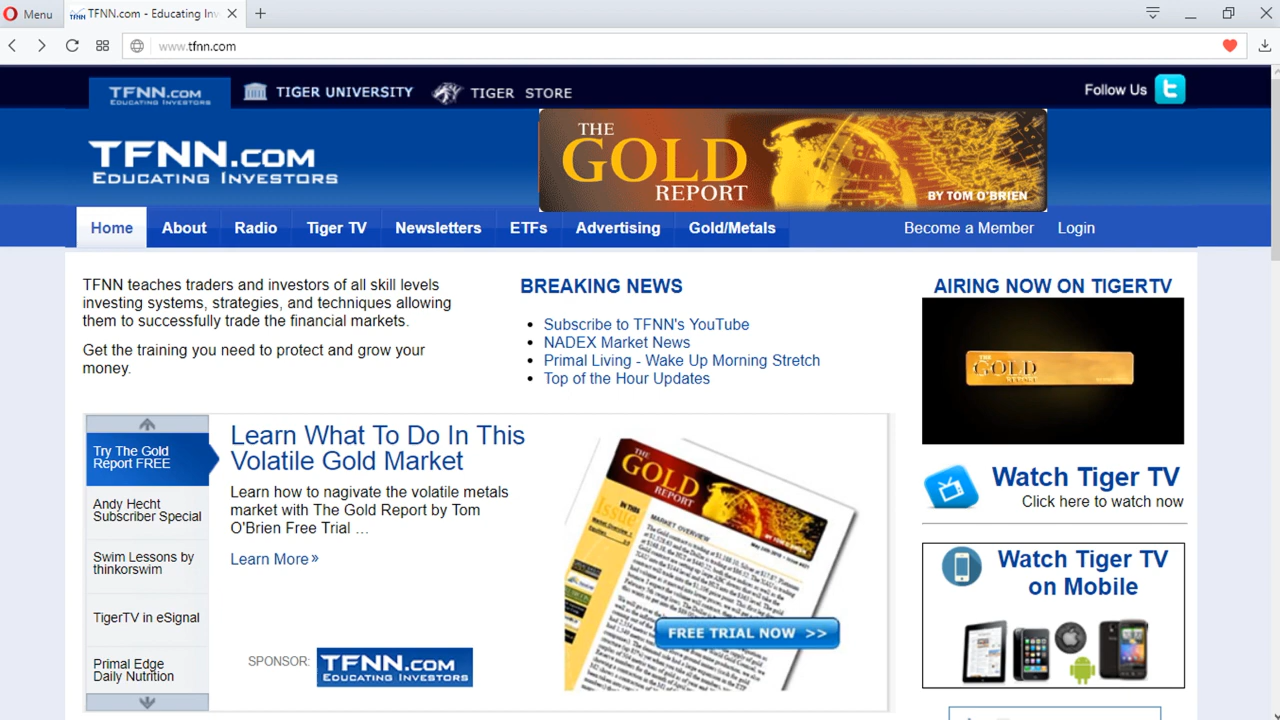 Menu
TFNN.com - Educating Inv
www.tfnn.com
TFNN.COM
EDUCATING INVESTORS
TIGER UNIVERSITY
TIGER STORE
Follow Us
TFNN.COM
EDUCATING INVESTORS
THE
GOLD
REPORT
BY TOM O'BRIEN
Home
About
Radio
Tiger TV
Newsletters
ETFs
Advertising
Gold/Metals
Become a Member
Login
TFNN teaches traders and investors of all skill levels
investing systems, strategies, and techniques allowing
them to successfully trade the financial markets.
Get the training you need to protect and grow your
money.
BREAKING NEWS
Subscribe to TFNN's YouTube
NADEX Market News
Primal Living - Wake Up Morning Stretch
Top of the Hour Updates
AIRING NOW ON TIGERTV
THE
GOLD
REPORT
Watch Tiger TV
Click here to watch now
Watch Tiger TV
on Mobile
Try The Gold
Report FREE
Andy Hecht
Subscriber Special
Swim Lessons by
thinkorswim
TigerTV in eSignal
Primal Edge
Daily Nutrition
Learn What To Do In This
Volatile Gold Market
Learn how to nagivate the volatile metals
market with The Gold Report by Tom
O'Brien Free Trial …
Learn More »
SPONSOR:
TFNN.COM
EDUCATING INVESTORS
THE
GOLD
REPORT
BY TOM O'BRIEN
IN THIS
Issue
MARKET OVERVIEW
FREE TRIAL NOW >>